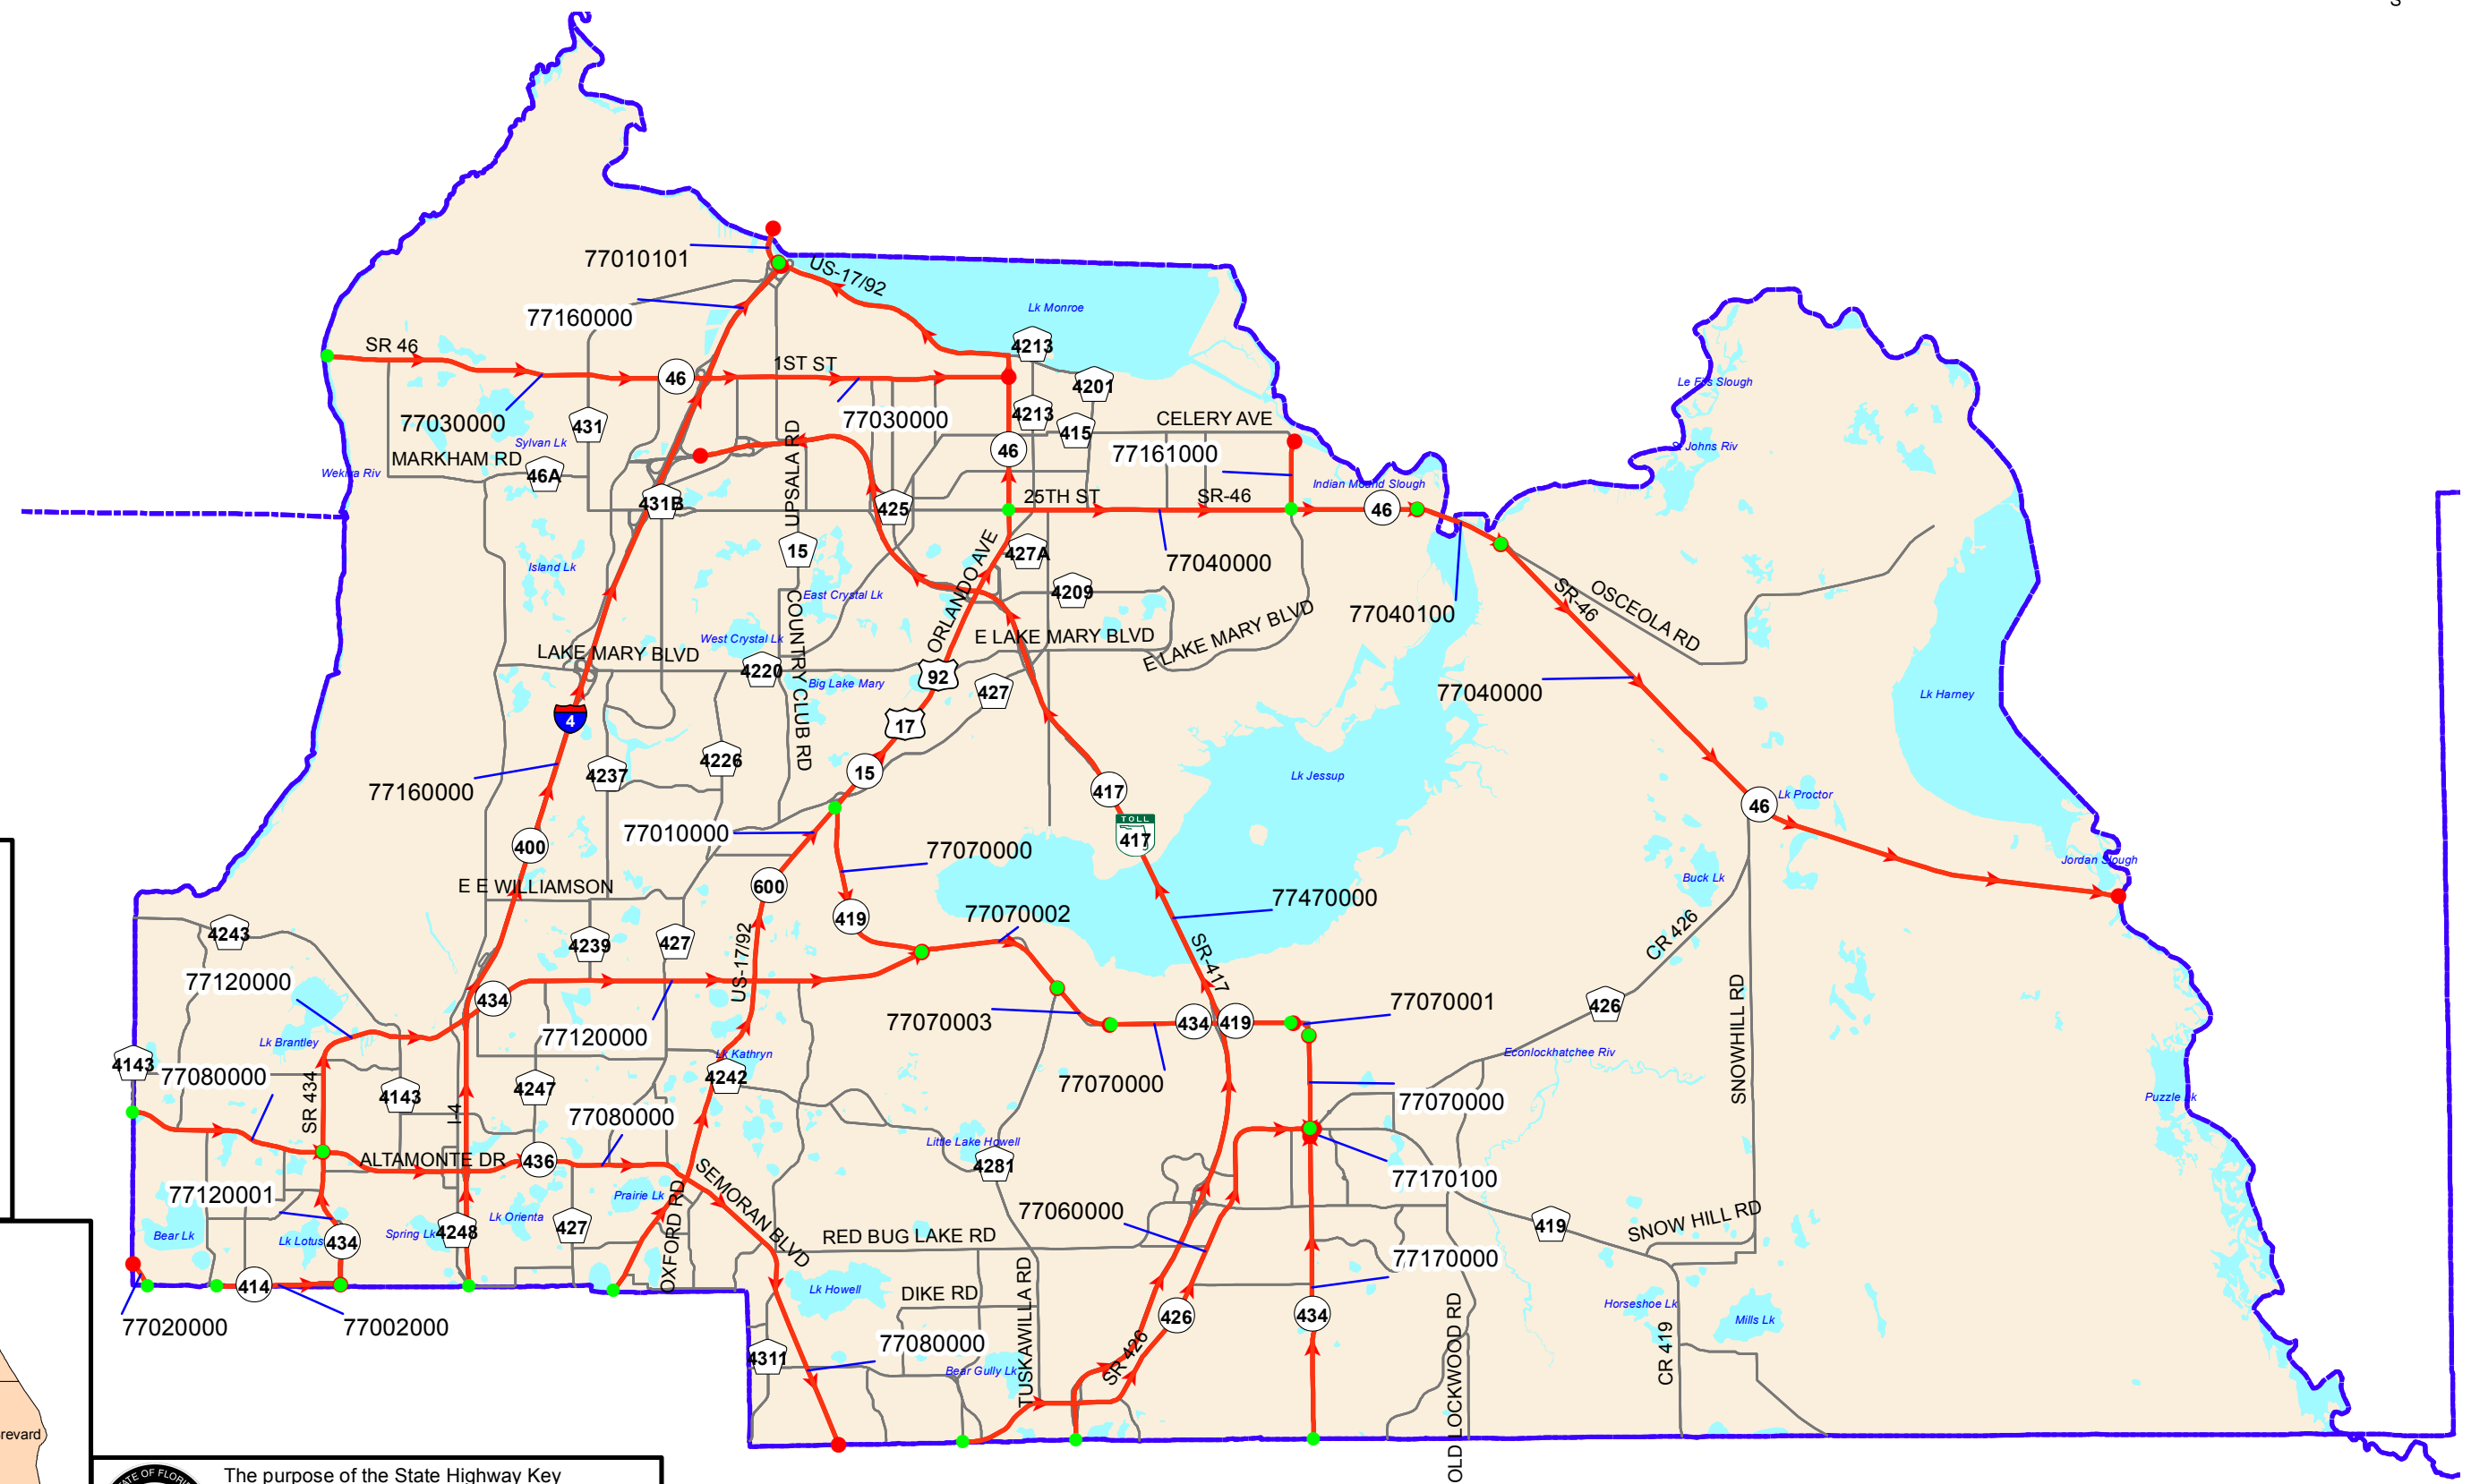 S
77010101
US-17/92
77160000
Lk Monroe
SR 46
1ST ST
4213
46
4201
Le Ffs Slough
77030000
77030000
4213
CELERY AVE
431
415
Sylvan Lk
UPSALA RD
46
77161000
St Johns Riv
MARKHAM RD
Wekiva Riv
46A
Indian Mound Slough
431B
425
25TH ST
SR-46
46
15
427A
77040000
Island Lk
ORLANDO AVE
4209
East Crystal Lk
SR-46
OSCEOLA RD
77040100
COUNTRY CLUB RD
West Crystal Lk
E LAKE MARY BLVD
E LAKE MARY BLVD
LAKE MARY BLVD
4220
92
Big Lake Mary
427
77040000
Lk Harney
4
17
4226
15
4237
Lk Jessup
77160000
417
46
Lk Proctor
77010000
TOLL
417
400
77070000
Jordan Slough
E E WILLIAMSON
600
Buck Lk
77470000
419
77070002
4243
4239
427
US-17/92
CR 426
SR-417
77120000
434
SNOWHILL RD
77070001
426
77070003
434
419
77120000
Lk Brantley
Lk Kathryn
Econlockhatchee Riv
4143
77080000
4242
77070000
4143
4247
SR 434
I-4
77080000
77070000
Puzzle Lk
Little Lake Howell
ALTAMONTE DR
436
4281
SEMORAN BLVD
77170100
77120001
Prairie Lk
OXFORD RD
77060000
Lk Orienta
427
419
SNOW HILL RD
Bear Lk
Lk Lotus
434
Spring Lk
4248
RED BUG LAKE RD
77170000
414
Lk Howell
DIKE RD
TUSKAWILLA RD
Horseshoe Lk
Mills Lk
426
434
77020000
77002000
77080000
4311
SR 426
OLD LOCKWOOD RD
CR 419
Bear Gully Lk
revard
The purpose of the State Highway Key